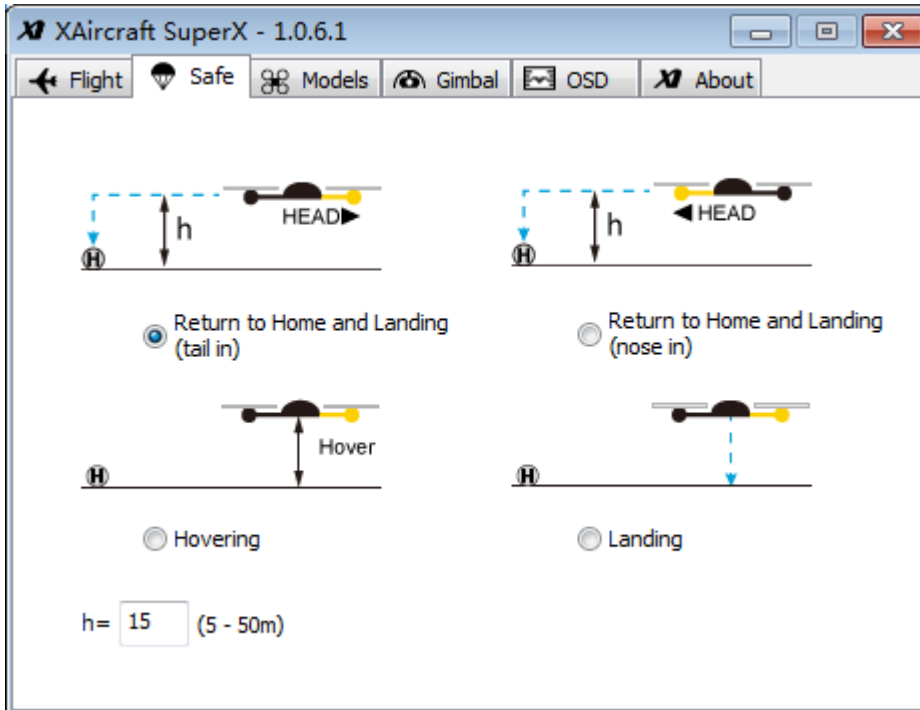 XAircraft SuperX - 1.0.6.1
Flight Safe Models Gimbal OSD About
h
HEAD
H
h
HEAD
H
Return to Home and Landing
(tail in)
Return to Home and Landing
(nose in)
Hover
H
H
Hovering
Landing
h= 15 (5 - 50m)